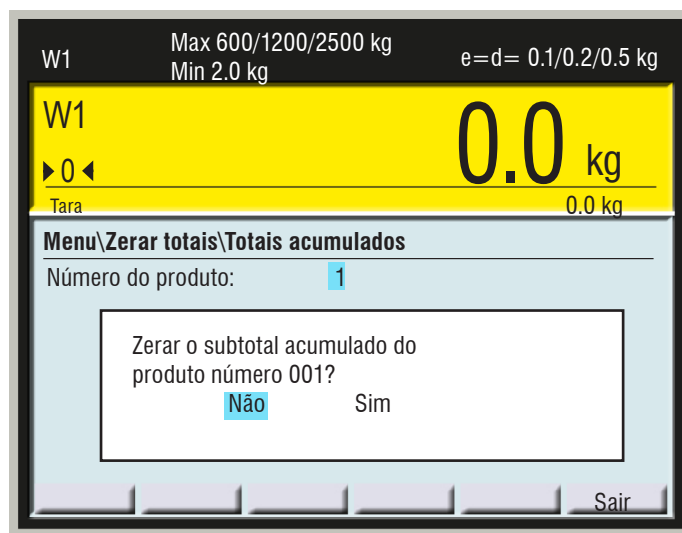 W1 Max 600/1200/2500 kg e=d= 0.1/0.2/0.5 kg
Min 2.0 kg
W1 0.0 kg
0
Tara 0.0 kg
Menu\Zerar totais\Totais acumulados
Número do produto: 1
Zerar o subtotal acumulado do
produto número 001?
Não Sim
Sair